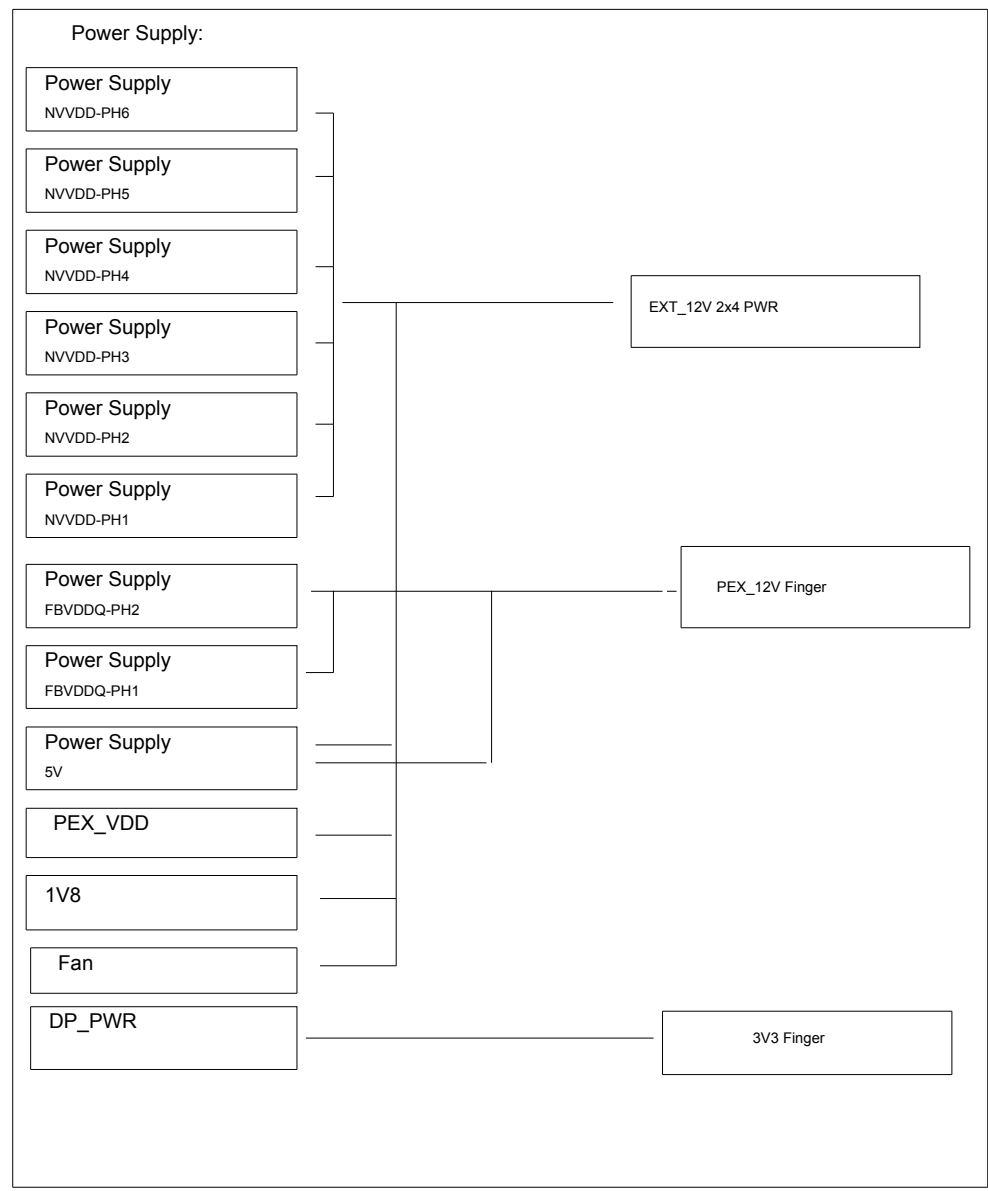 Power Supply:
Power Supply
NVVDD-PH6
Power Supply
NVVDD-PH5
Power Supply
NVVDD-PH4
Power Supply
NVVDD-PH3
Power Supply
NVVDD-PH2
Power Supply
NVVDD-PH1
Power Supply
FBVDDQ-PH2
Power Supply
FBVDDQ-PH1
Power Supply
5V
PEX_VDD
1V8
Fan
DP_PWR
EXT_12V 2x4 PWR
PEX_12V Finger
3V3 Finger